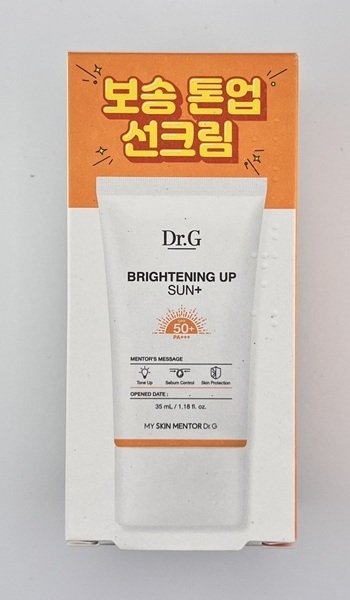 보송 톤업
선크림
Dr.G
BRIGHTENING UP
SUN+
50+
PA+++
MENTOR'S MESSAGE
Tone Up Sebum Control Skin Protection
OPENED DATE :
35 mL / 1.18 fl. oz.
MY SKIN MENTOR Dr.G